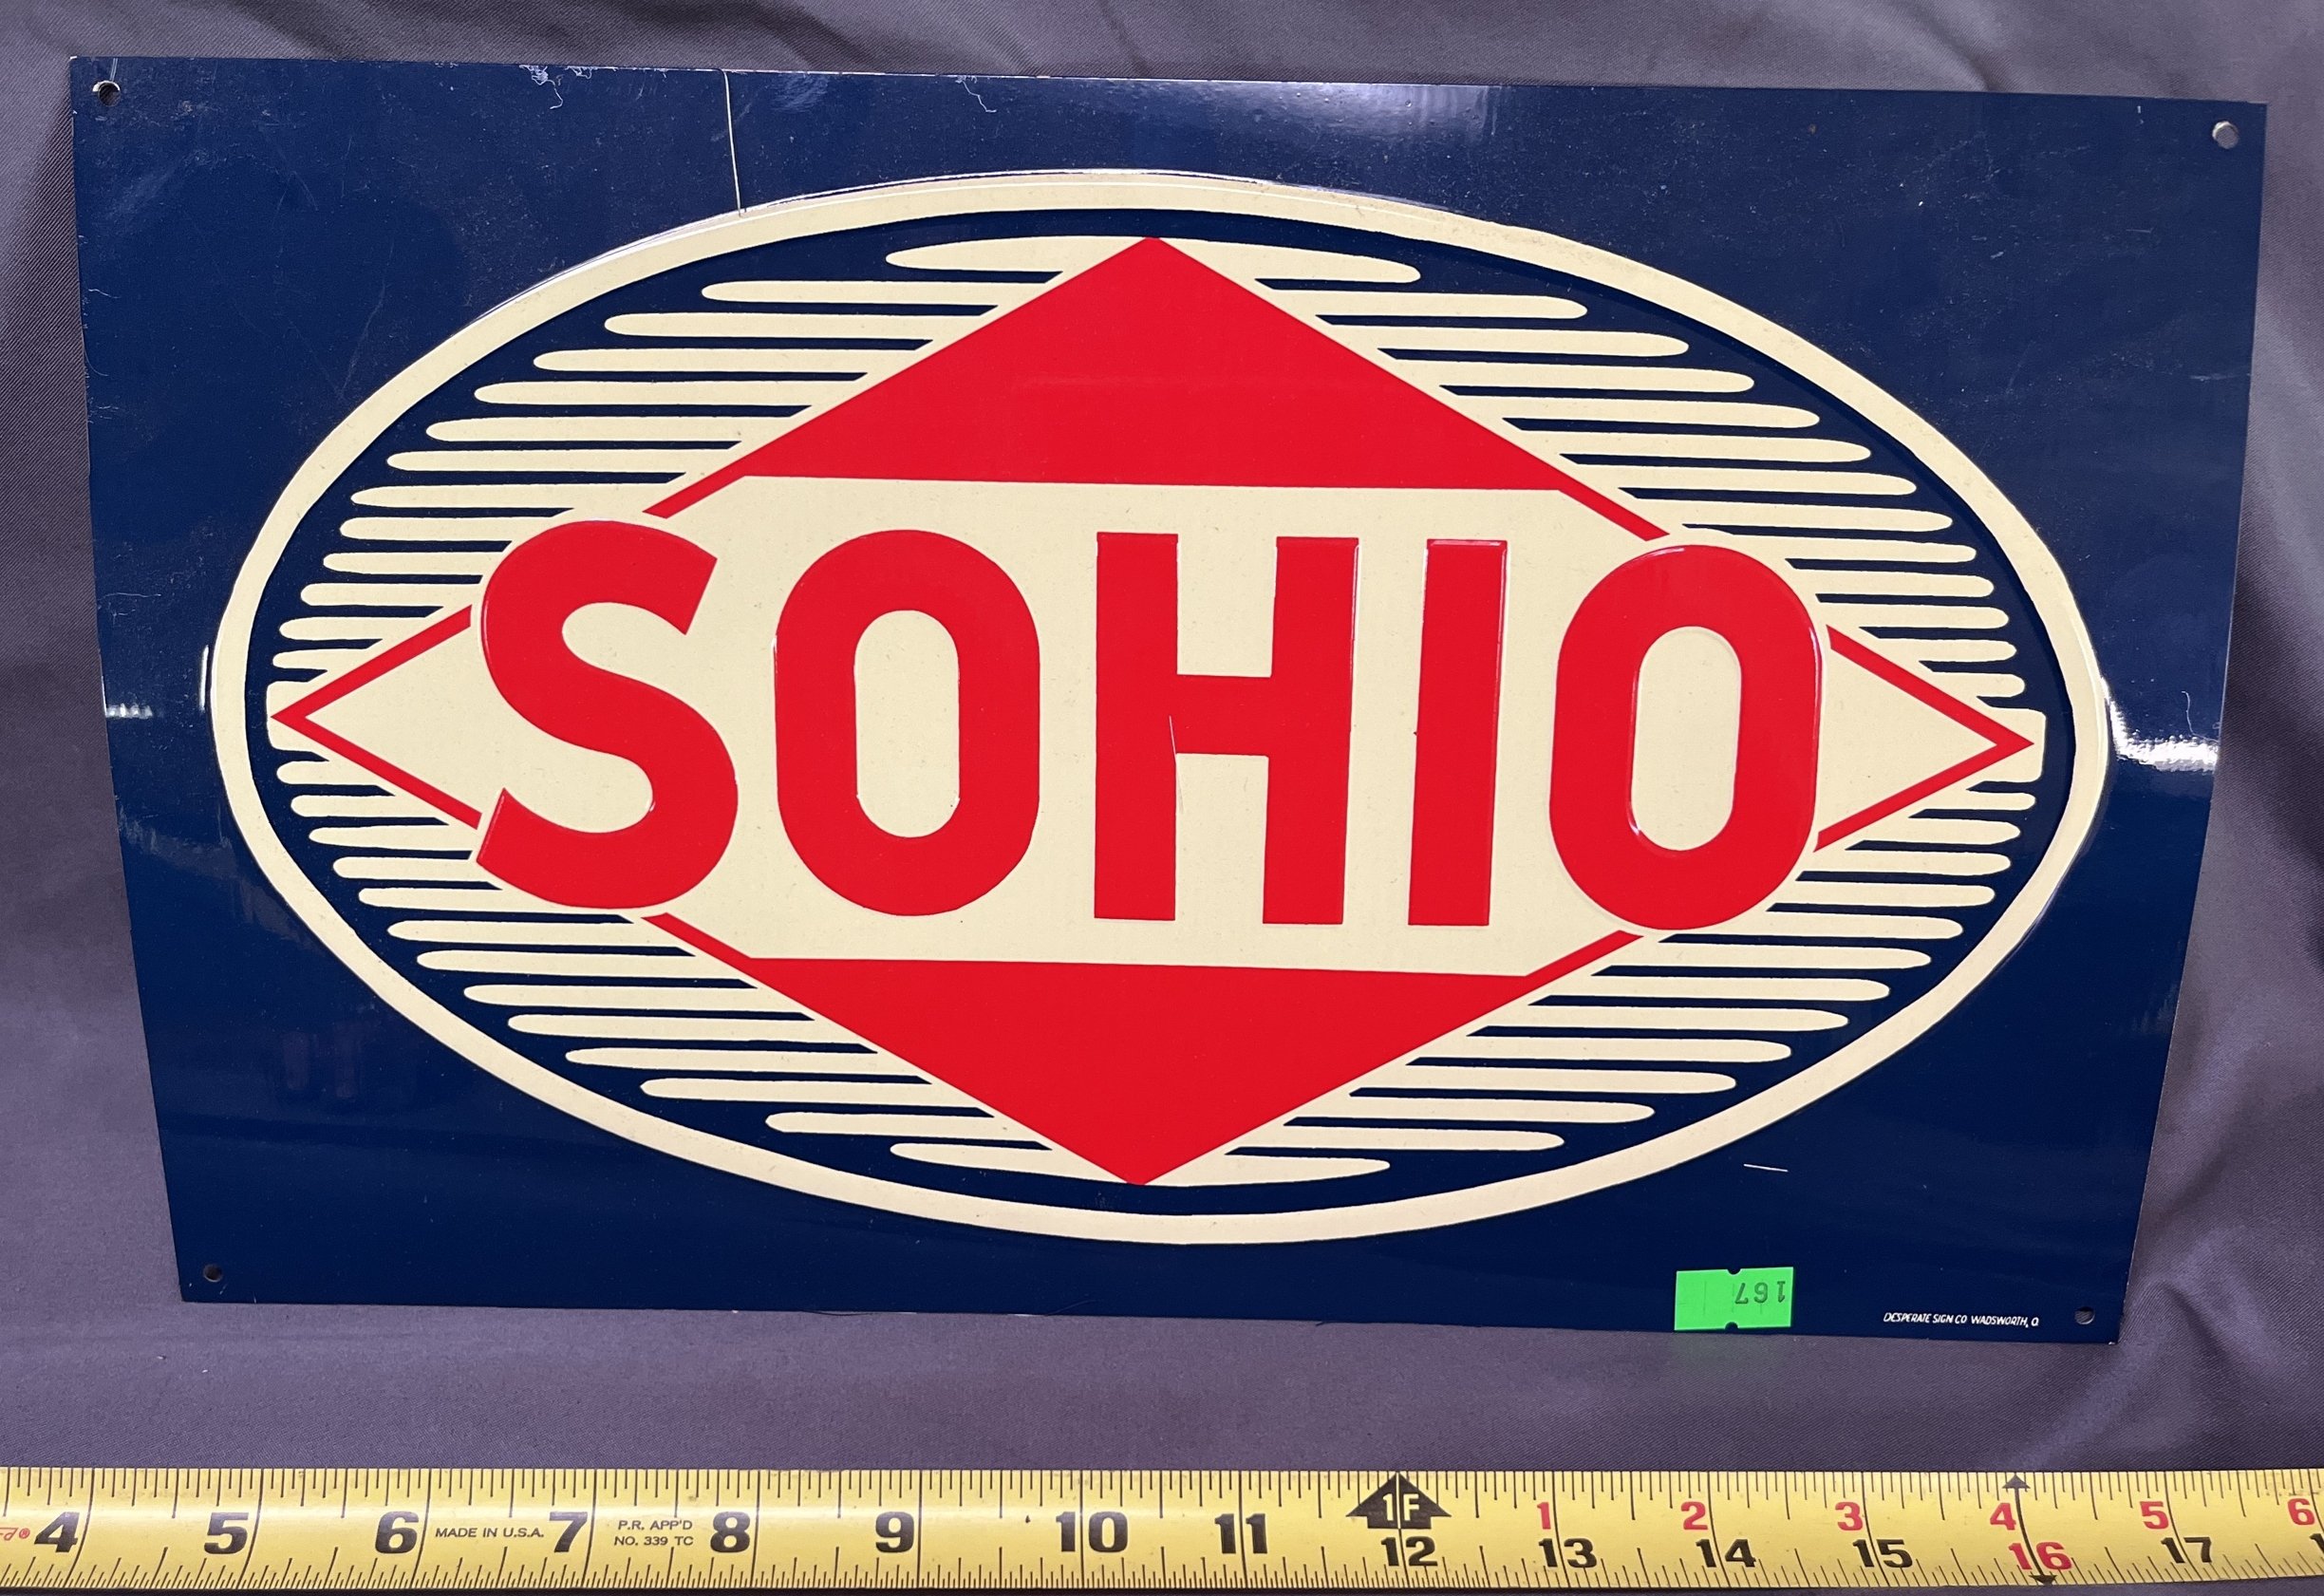 SOHIO
167
DESPERATE SIGN CO WADSWORTH, O
1F
1 2 3 4 5 6
4 5 6 MADE IN U.S.A. 7 P.R. APP'D 8 9 10 11 12 13 14 15 16 17
NO. 339 TC